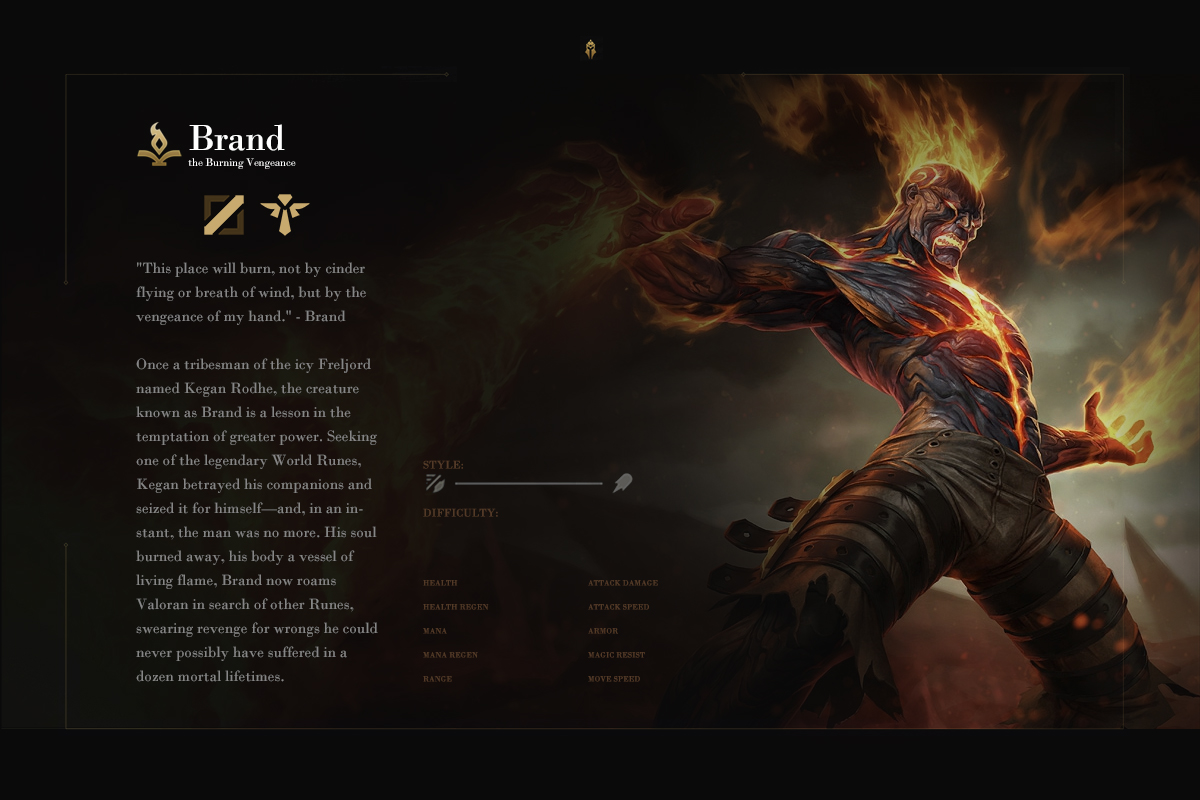 Brand
the Burning Vengeance
"This place will burn, not by cinder
flying or breath of wind, but by the
vengeance of my hand." - Brand
Once a tribesman of the icy Freljord
named Kegan Rodhe, the creature
known as Brand is a lesson in the
temptation of greater power. Seeking
one of the legendary World Runes,
Kegan betrayed his companions and
seized it for himself—and, in an in-
stant, the man was no more. His soul
burned away, his body a vessel of
living flame, Brand now roams
Valoran in search of other Runes,
swearing revenge for wrongs he could
never possibly have suffered in a
dozen mortal lifetimes.
STYLE:
DIFFICULTY:
HEALTH
HEALTH REGEN
MANA
MANA REGEN
RANGE
ATTACK DAMAGE
ATTACK SPEED
ARMOR
MAGIC RESIST
MOVE SPEED